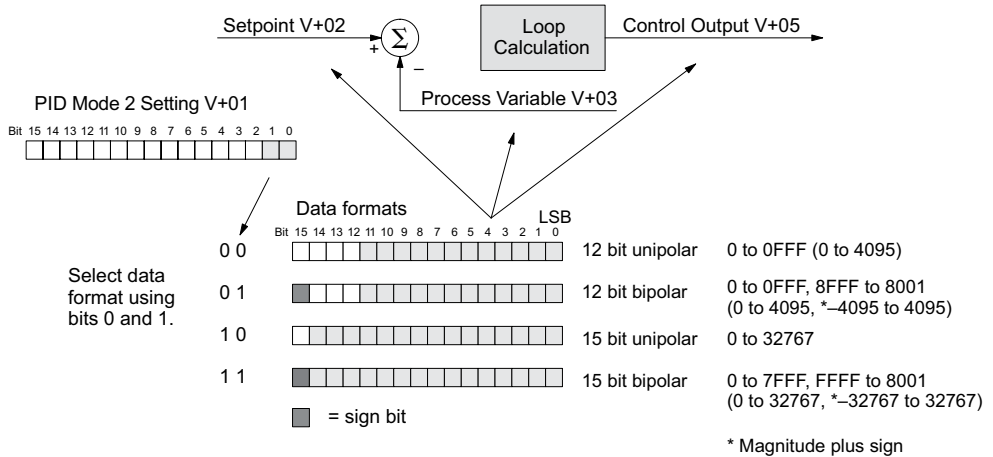 Setpoint V+02
+
Σ
–
Loop
Calculation
Control Output V+05
Process Variable V+03
PID Mode 2 Setting V+01
Bit 15 14 13 12 11 10 9 8 7 6 5 4 3 2 1 0
Data formats
LSB
Bit 15 14 13 12 11 10 9 8 7 6 5 4 3 2 1 0
Select data
format using
bits 0 and 1.
0 0
12 bit unipolar
0 to 0FFF (0 to 4095)
0 1
12 bit bipolar
0 to 0FFF, 8FFF to 8001
(0 to 4095, *–4095 to 4095)
1 0
15 bit unipolar
0 to 32767
1 1
15 bit bipolar
0 to 7FFF, FFFF to 8001
(0 to 32767, *–32767 to 32767)
= sign bit
* Magnitude plus sign